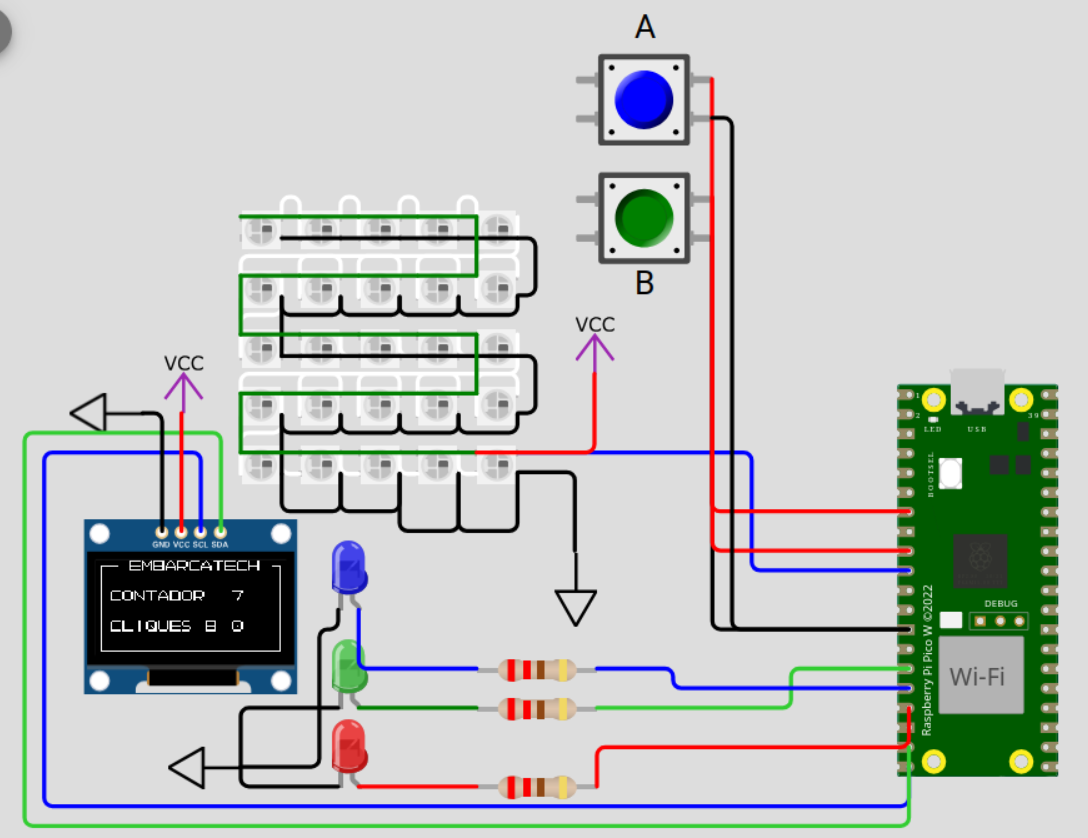 A
B
VCC
VCC
GND VCC SCL SDA
EMBARCATECH
CONTADOR 7
CLIQUES B 0
1
2
39
LED
USB
BOOTSEL
DEBUG
Raspberry Pi Pico W ©2022
Wi-Fi